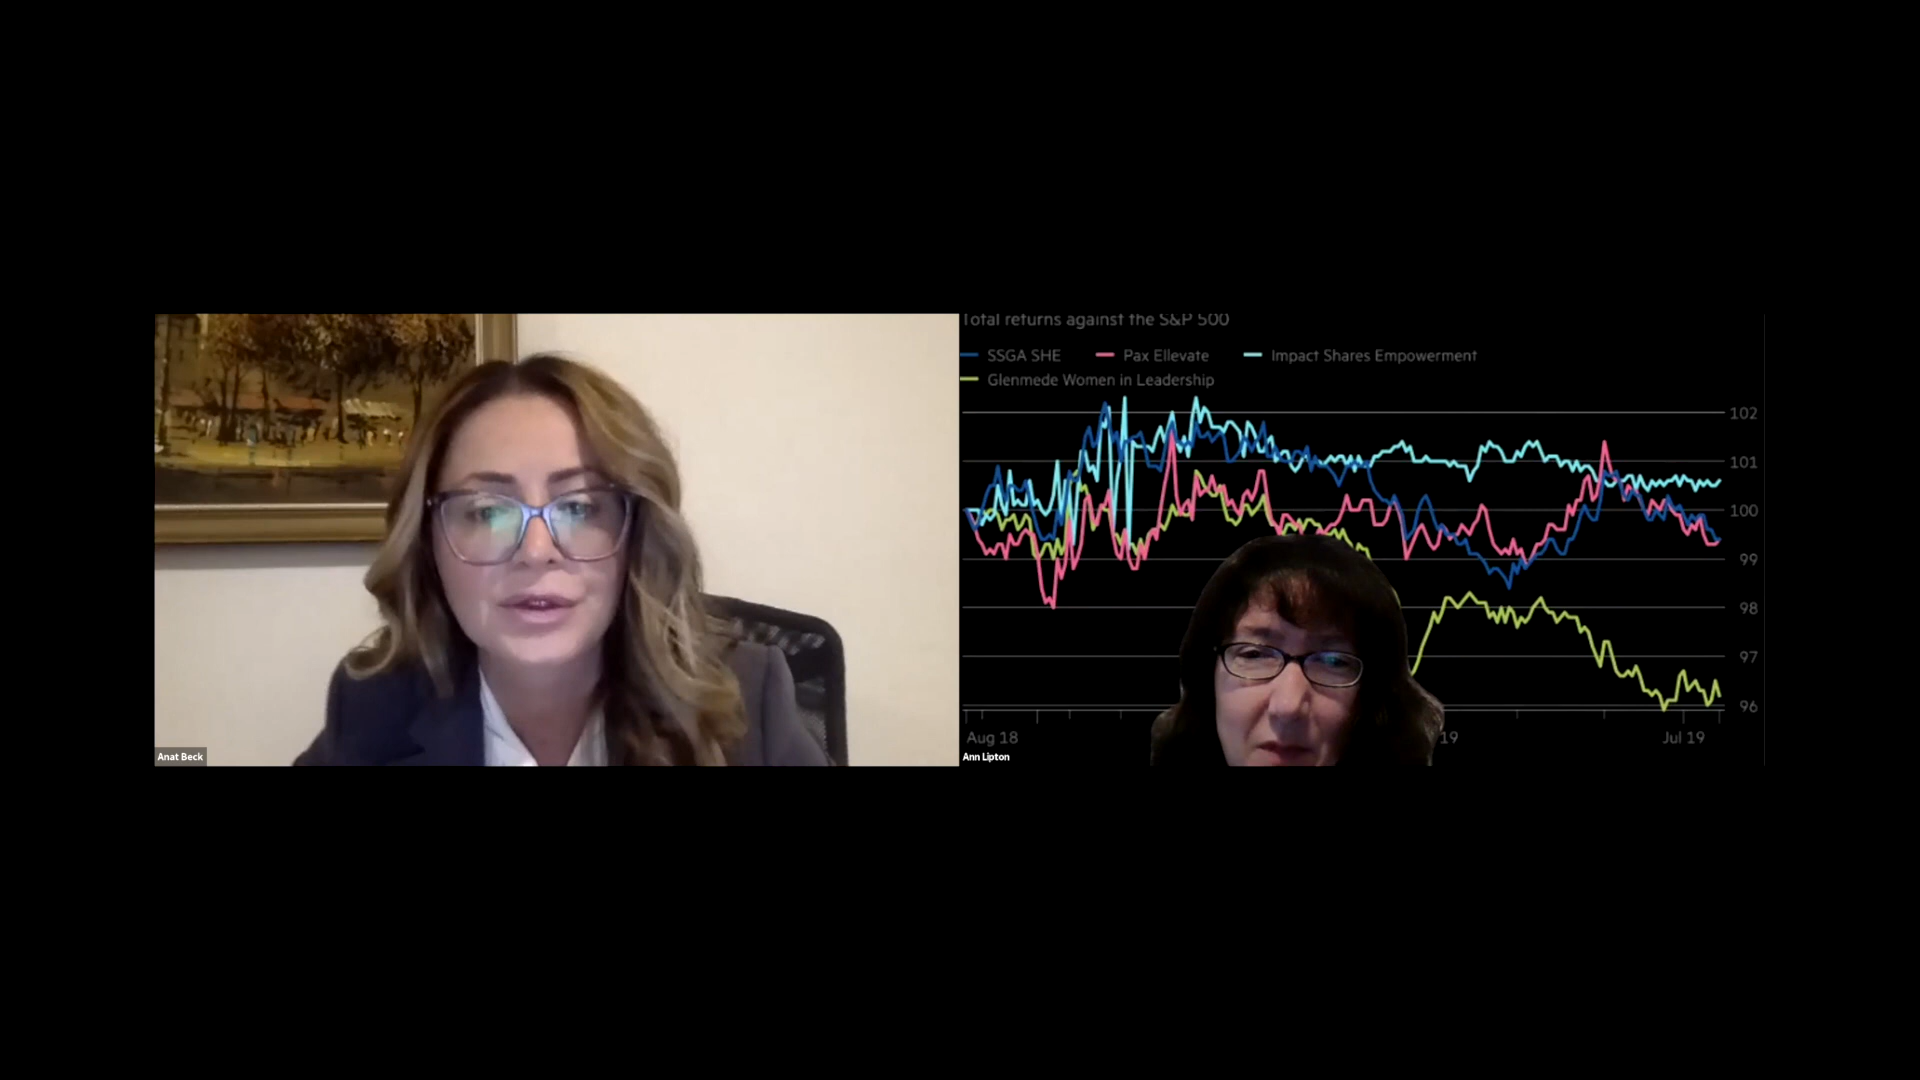 Total returns against the S&P 500
SSGA SHE Pax Ellevate Impact Shares Empowerment
Glenmede Women in Leadership
102
101
100
99
98
97
96
Aug 18 19 Jul 19
Anat Beck Ann Lipton